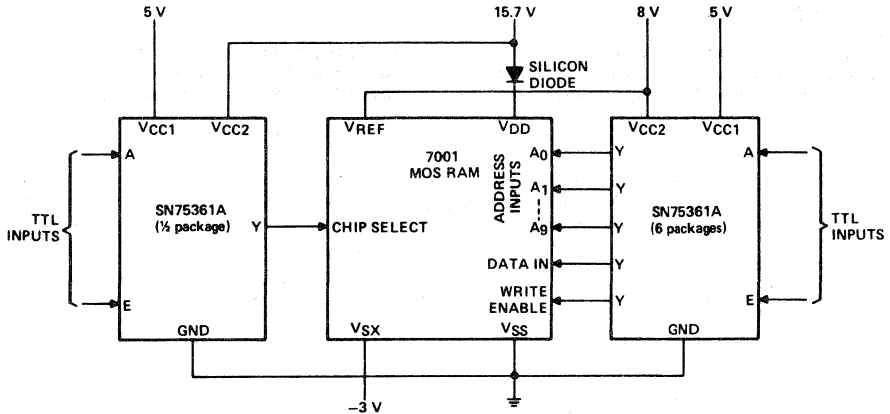 5 V
15.7 V
8 V
5 V
SILICON
DIODE
VCC1
VCC2
VREF
VDD
VCC2
VCC1
A
7001
MOS RAM
ADDRESS
INPUTS
A0
A1
A9
Y
Y
Y
Y
Y
A
TTL
INPUTS
SN75361A
(½ package)
Y
CHIP SELECT
SN75361A
(6 packages)
TTL
INPUTS
DATA IN
WRITE
ENABLE
E
E
GND
VSX
VSS
GND
–3 V